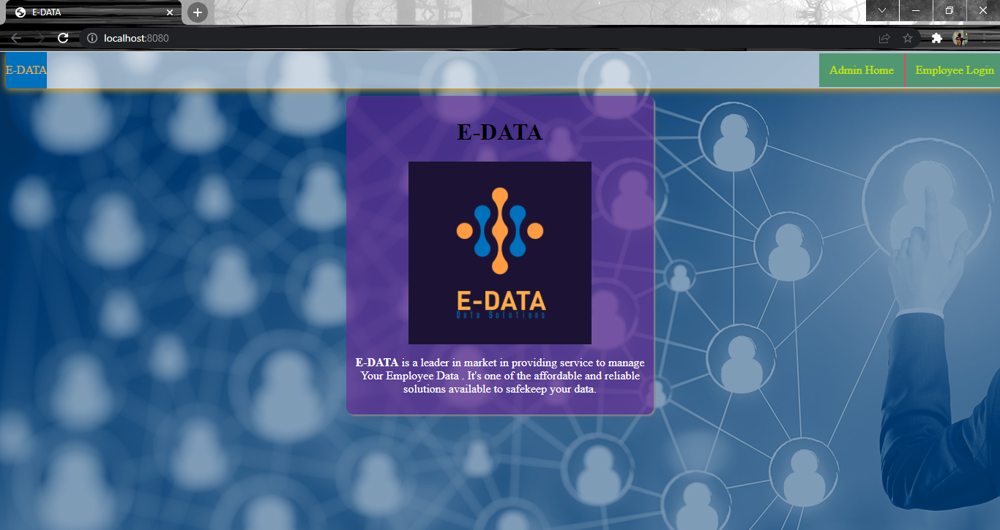 E-DATA
localhost:8080
E-DATA
Admin Home
Employee Login
E-DATA
E-DATA
Data Solutions
E-DATA is a leader in market in providing service to manage
Your Employee Data . It's one of the affordable and reliable
solutions available to safekeep your data.